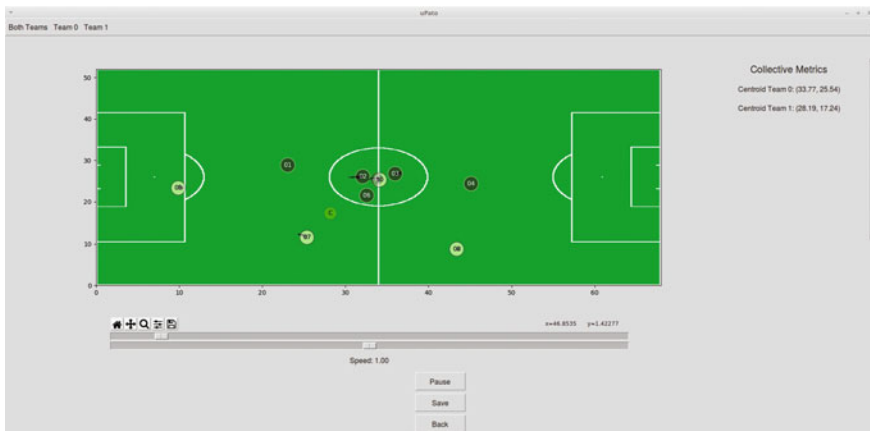 uPato
Both Teams Team 0 Team 1
Collective Metrics
Centroid Team 0: (33.77, 25.54)
Centroid Team 1: (28.19, 17.24)
50
40
30
20
10
0
01
02
03
04
06
07
08
0 10 20 30 40 50 60
x=46.8535 y=1.42277
Speed: 1.00
Pause
Save
Back